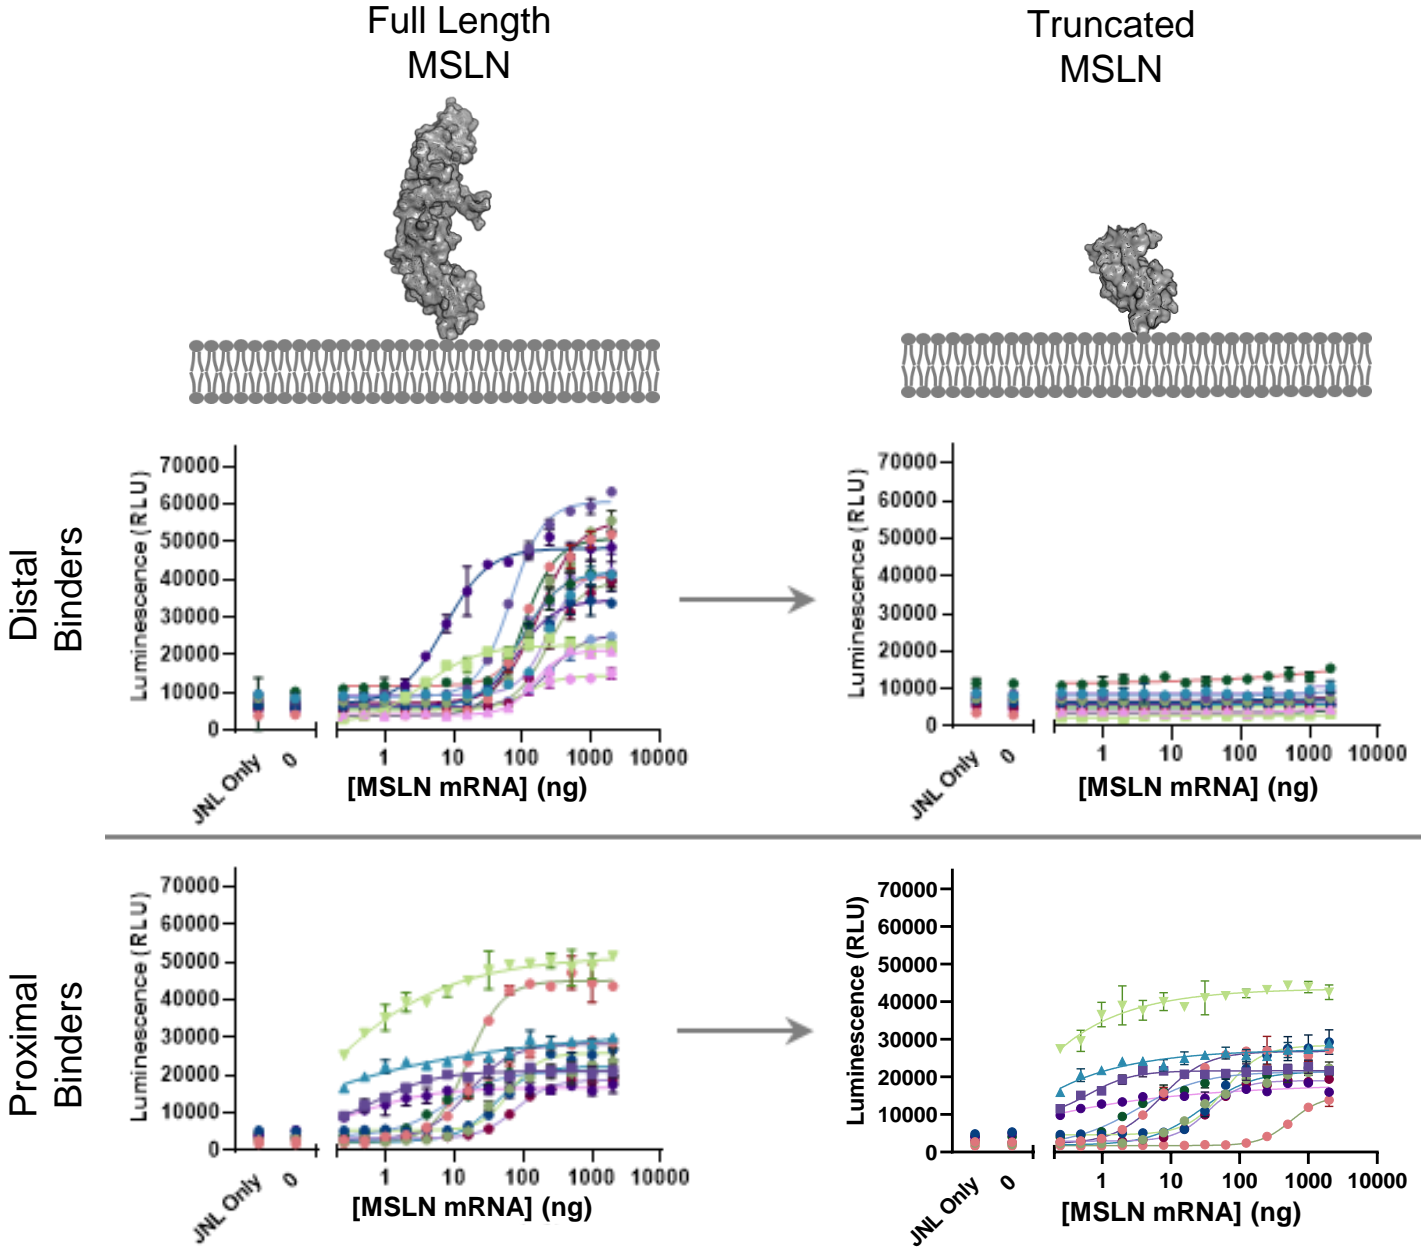 Full Length
MSLN
Truncated
MSLN
Distal
Binders
Luminescence (RLU)
70000
60000
50000
40000
30000
20000
10000
0
JNL Only
0
1
10
100
1000
10000
[MSLN mRNA] (ng)
Luminescence (RLU)
70000
60000
50000
40000
30000
20000
10000
0
JNL Only
0
1
10
100
1000
10000
[MSLN mRNA] (ng)
Proximal
Binders
Luminescence (RLU)
70000
60000
50000
40000
30000
20000
10000
0
JNL Only
0
1
10
100
1000
10000
[MSLN mRNA] (ng)
Luminescence (RLU)
70000
60000
50000
40000
30000
20000
10000
0
JNL Only
0
1
10
100
1000
10000
[MSLN mRNA] (ng)